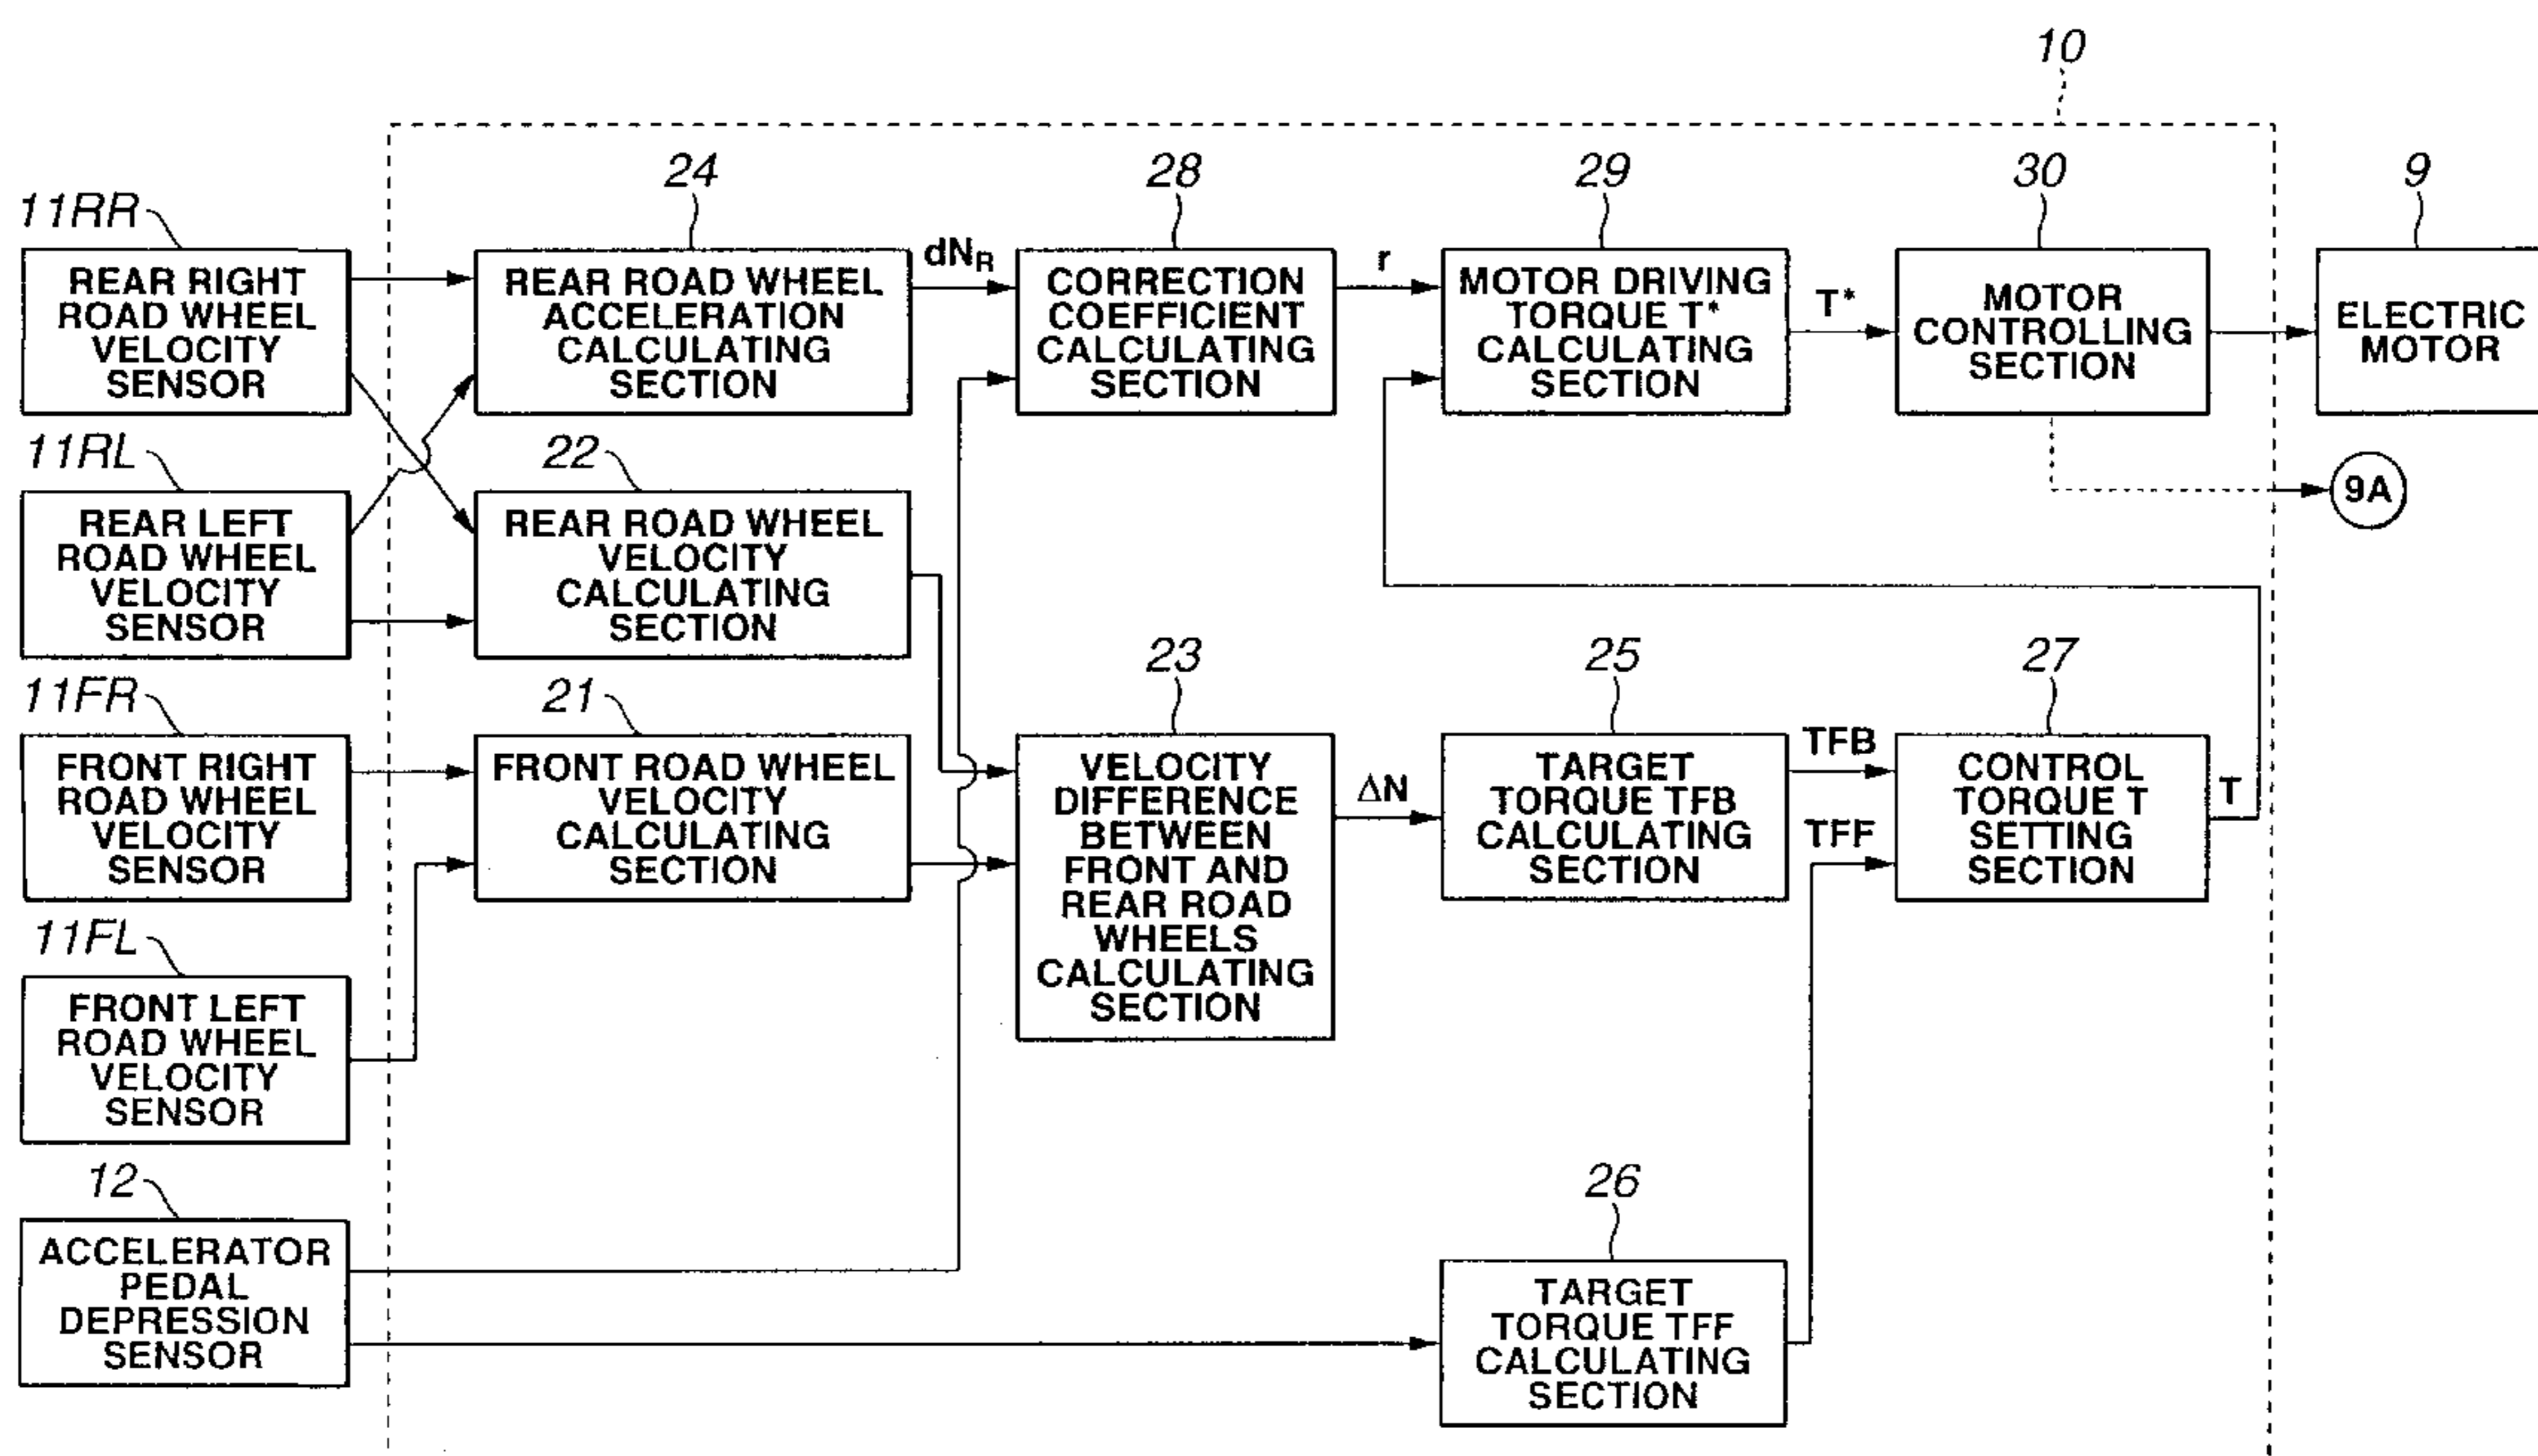 10
24
28
29
30
9
11RR
REAR RIGHT
ROAD WHEEL
VELOCITY
SENSOR
REAR ROAD WHEEL
ACCELERATION
CALCULATING
SECTION
dN_R
CORRECTION
COEFFICIENT
CALCULATING
SECTION
r
MOTOR DRIVING
TORQUE T*
CALCULATING
SECTION
T*
MOTOR
CONTROLLING
SECTION
ELECTRIC
MOTOR
9A
11RL
REAR LEFT
ROAD WHEEL
VELOCITY
SENSOR
22
REAR ROAD WHEEL
VELOCITY
CALCULATING
SECTION
11FR
FRONT RIGHT
ROAD WHEEL
VELOCITY
SENSOR
21
FRONT ROAD WHEEL
VELOCITY
CALCULATING
SECTION
23
VELOCITY
DIFFERENCE
BETWEEN
FRONT AND
REAR ROAD
WHEELS
CALCULATING
SECTION
ΔN
25
TARGET
TORQUE TFB
CALCULATING
SECTION
TFB
TFF
27
CONTROL
TORQUE T
SETTING
SECTION
T
11FL
FRONT LEFT
ROAD WHEEL
VELOCITY
SENSOR
12
ACCELERATOR
PEDAL
DEPRESSION
SENSOR
26
TARGET
TORQUE TFF
CALCULATING
SECTION